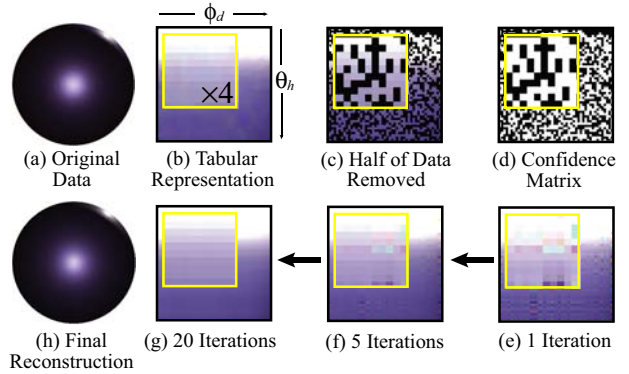 ϕd
θh
×4
(a) Original
Data
(b) Tabular
Representation
(c) Half of Data
Removed
(d) Confidence
Matrix
(h) Final
Reconstruction
(g) 20 Iterations
(f) 5 Iterations
(e) 1 Iteration